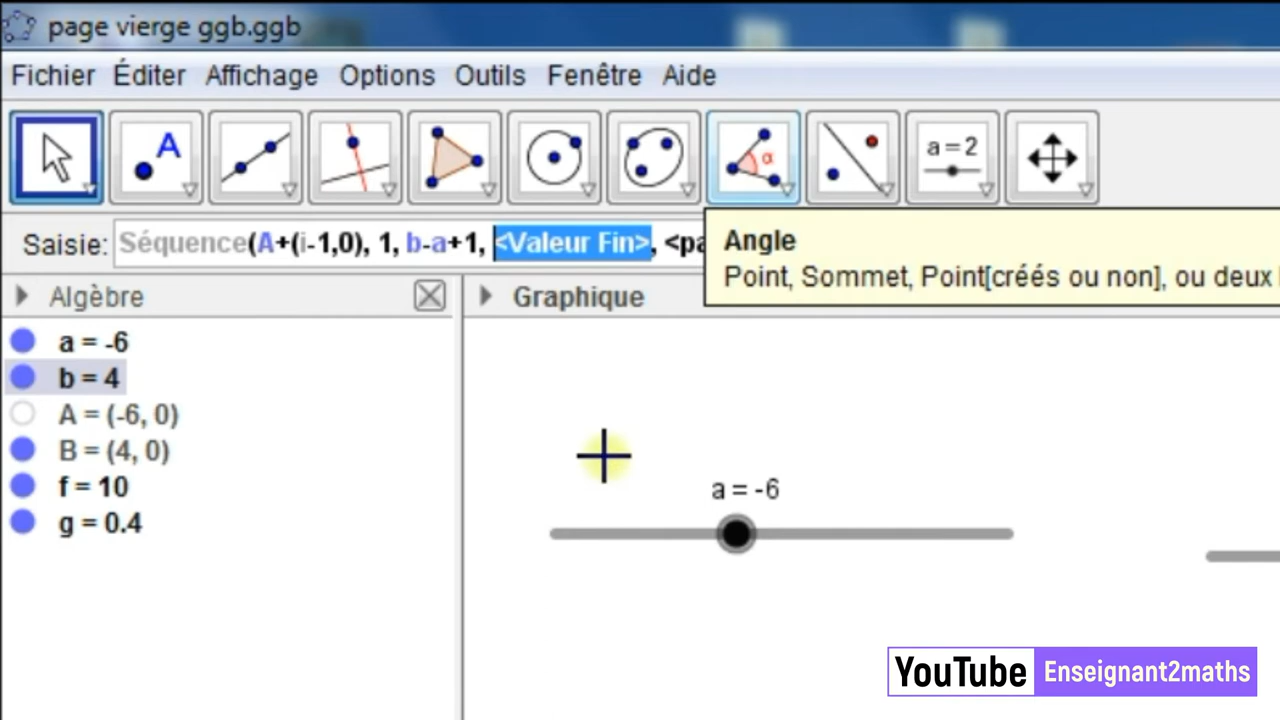 page vierge ggb.ggb
Fichier Éditer Affichage Options Outils Fenêtre Aide
A
α
a = 2
Saisie: Séquence(A+(i-1,0), 1, b-a+1, <Valeur Fin>, <pa
Angle
Point, Sommet, Point[créés ou non], ou deux
Algèbre
Graphique
a = -6
b = 4
A = (-6, 0)
B = (4, 0)
f = 10
g = 0.4
a = -6
YouTube Enseignant2maths